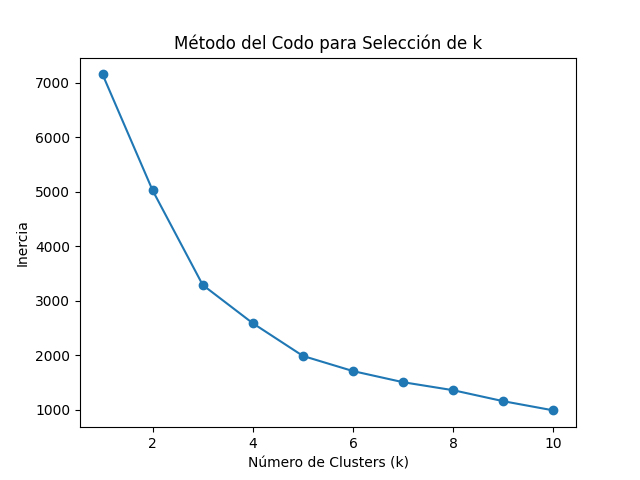 Método del Codo para Selección de k
7000
6000
5000
4000
3000
2000
1000
Inercia
2 4 6 8 10
Número de Clusters (k)